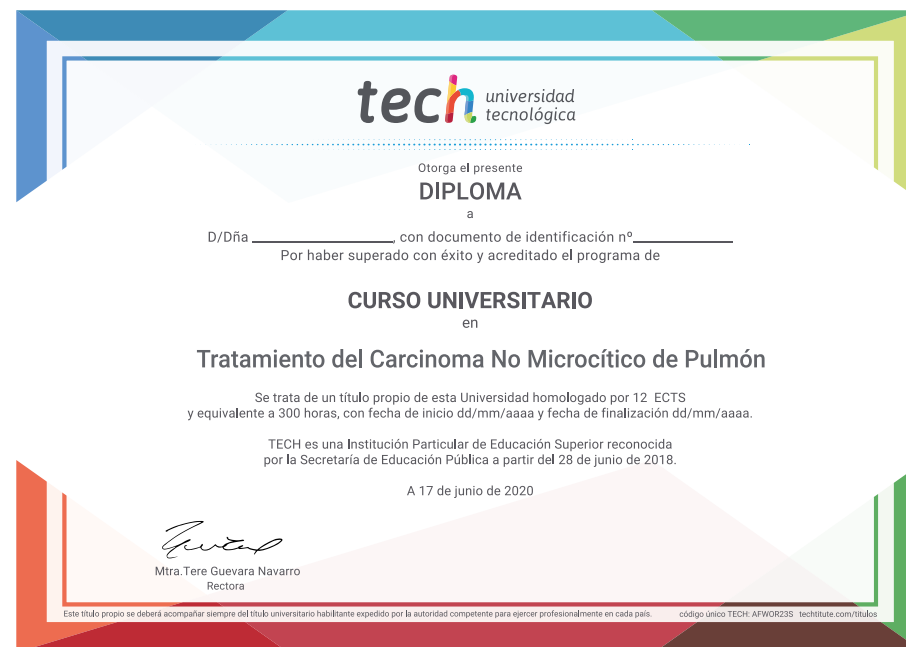 tech universidad
tecnológica
Otorga el presente
DIPLOMA
a
D/Dña ____________________, con documento de identificación nº______________
Por haber superado con éxito y acreditado el programa de
CURSO UNIVERSITARIO
en
Tratamiento del Carcinoma No Microcítico de Pulmón
Se trata de un título propio de esta Universidad homologado por 12 ECTS
y equivalente a 300 horas, con fecha de inicio dd/mm/aaaa y fecha de finalización dd/mm/aaaa.
TECH es una Institución Particular de Educación Superior reconocida
por la Secretaría de Educación Pública a partir del 28 de junio de 2018.
A 17 de junio de 2020
Mtra.Tere Guevara Navarro
Rectora
Este título propio se deberá acompañar siempre del título universitario habilitante expedido por la autoridad competente para ejercer profesionalmente en cada país. código único TECH: AFWOR23S techtitute.com/titulos